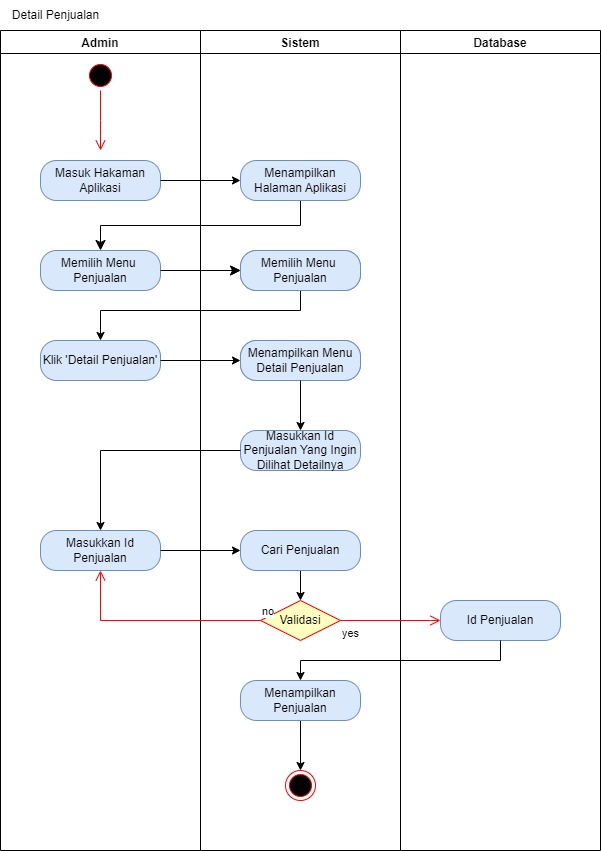 Detail Penjualan
Admin
Sistem
Database
Masuk Hakaman
Aplikasi
Menampilkan
Halaman Aplikasi
Memilih Menu
Penjualan
Memilih Menu
Penjualan
Klik 'Detail Penjualan'
Menampilkan Menu
Detail Penjualan
Masukkan Id
Penjualan Yang Ingin
Dilihat Detailnya
Masukkan Id
Penjualan
Cari Penjualan
no
Validasi
yes
Id Penjualan
Menampilkan
Penjualan